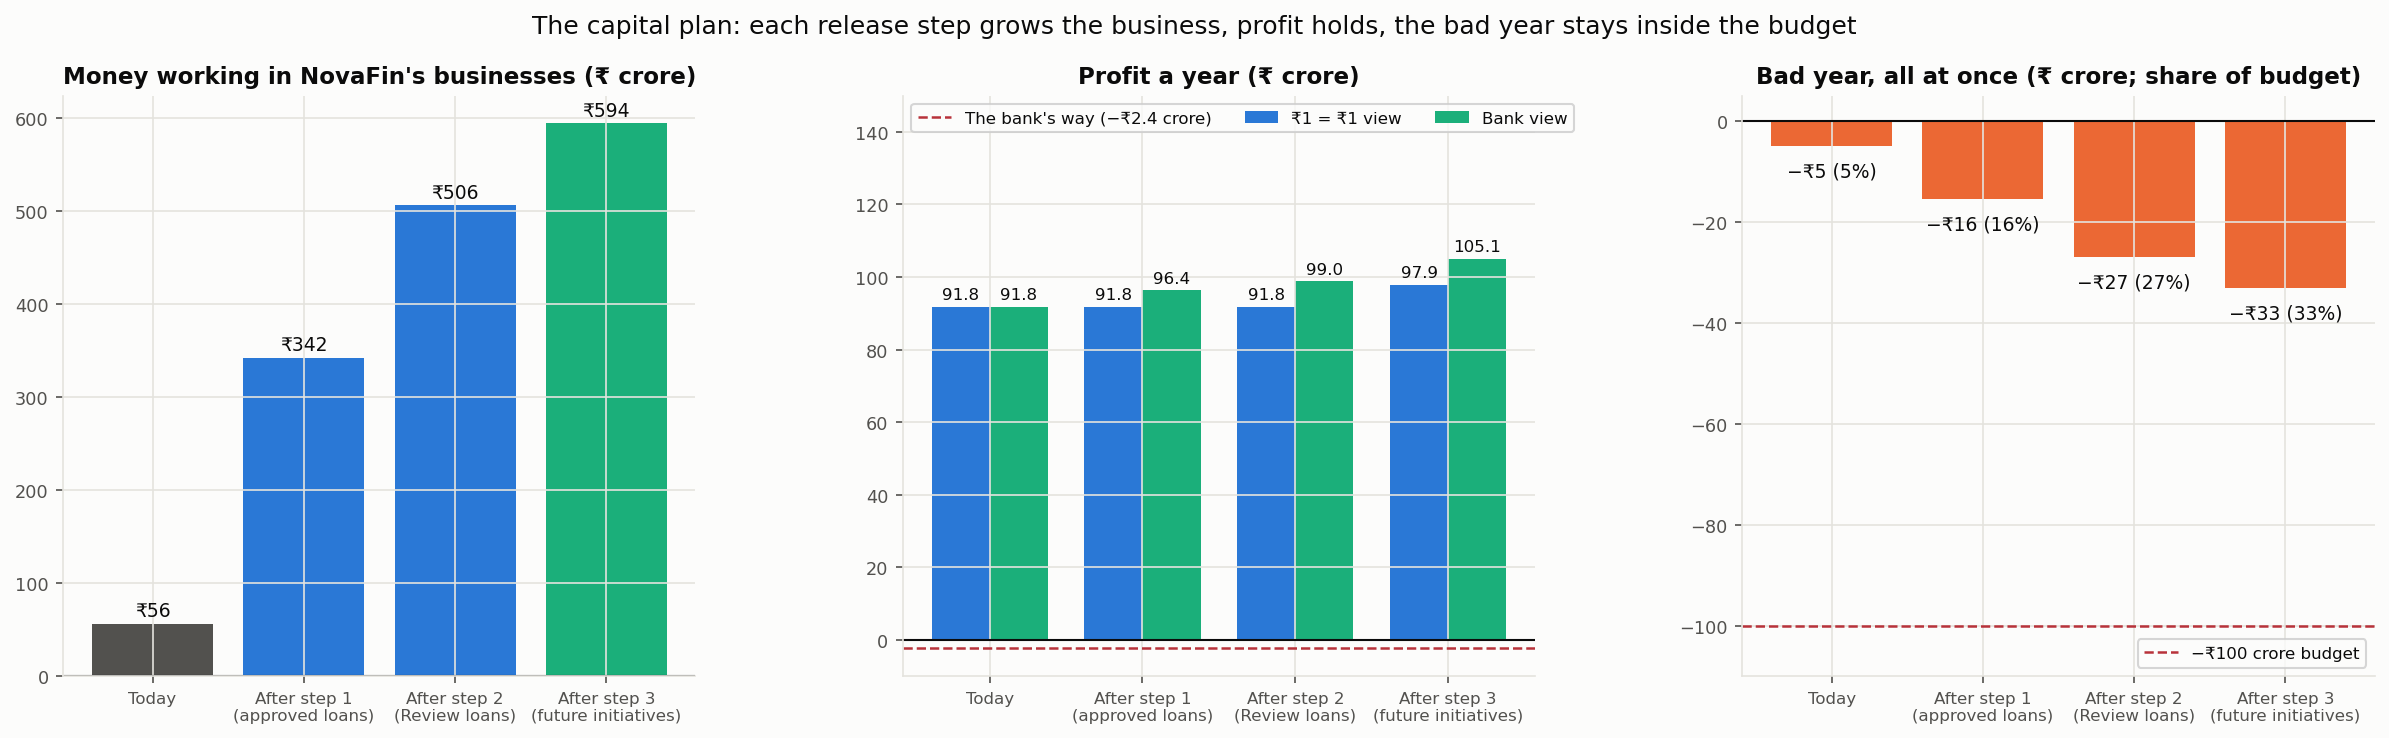 The capital plan: each release step grows the business, profit holds, the bad year stays inside the budget
Money working in NovaFin's businesses (₹ crore)
600
500
400
300
200
100
0
₹56
₹342
₹506
₹594
Today
After step 1
(approved loans)
After step 2
(Review loans)
After step 3
(future initiatives)
Profit a year (₹ crore)
The bank's way (−₹2.4 crore)
₹1 = ₹1 view
Bank view
140
120
100
80
60
40
20
0
91.8
91.8
91.8
96.4
91.8
99.0
97.9
105.1
Today
After step 1
(approved loans)
After step 2
(Review loans)
After step 3
(future initiatives)
Bad year, all at once (₹ crore; share of budget)
0
−20
−40
−60
−80
−100
−₹5 (5%)
−₹16 (16%)
−₹27 (27%)
−₹33 (33%)
−₹100 crore budget
Today
After step 1
(approved loans)
After step 2
(Review loans)
After step 3
(future initiatives)